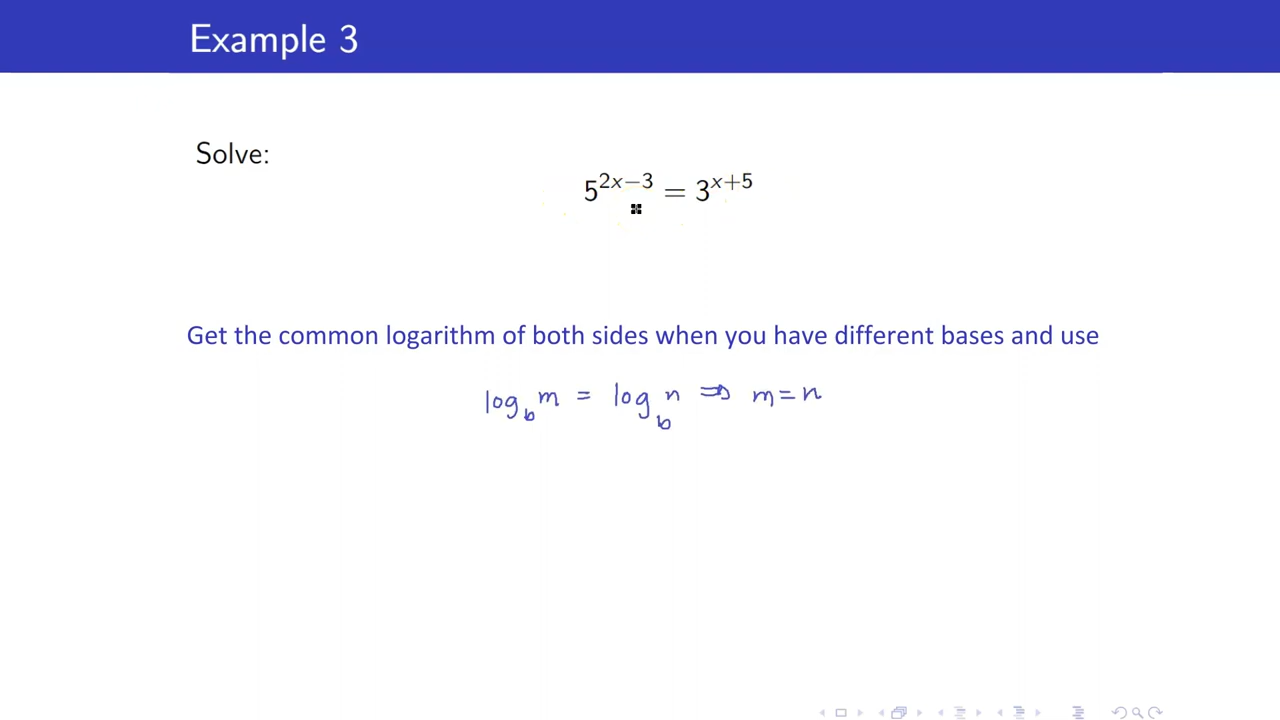 Example 3
Solve:
5^{2x−3} = 3^{x+5}
Get the common logarithm of both sides when you have different bases and use
log_b m = log_b n ⇒ m = n